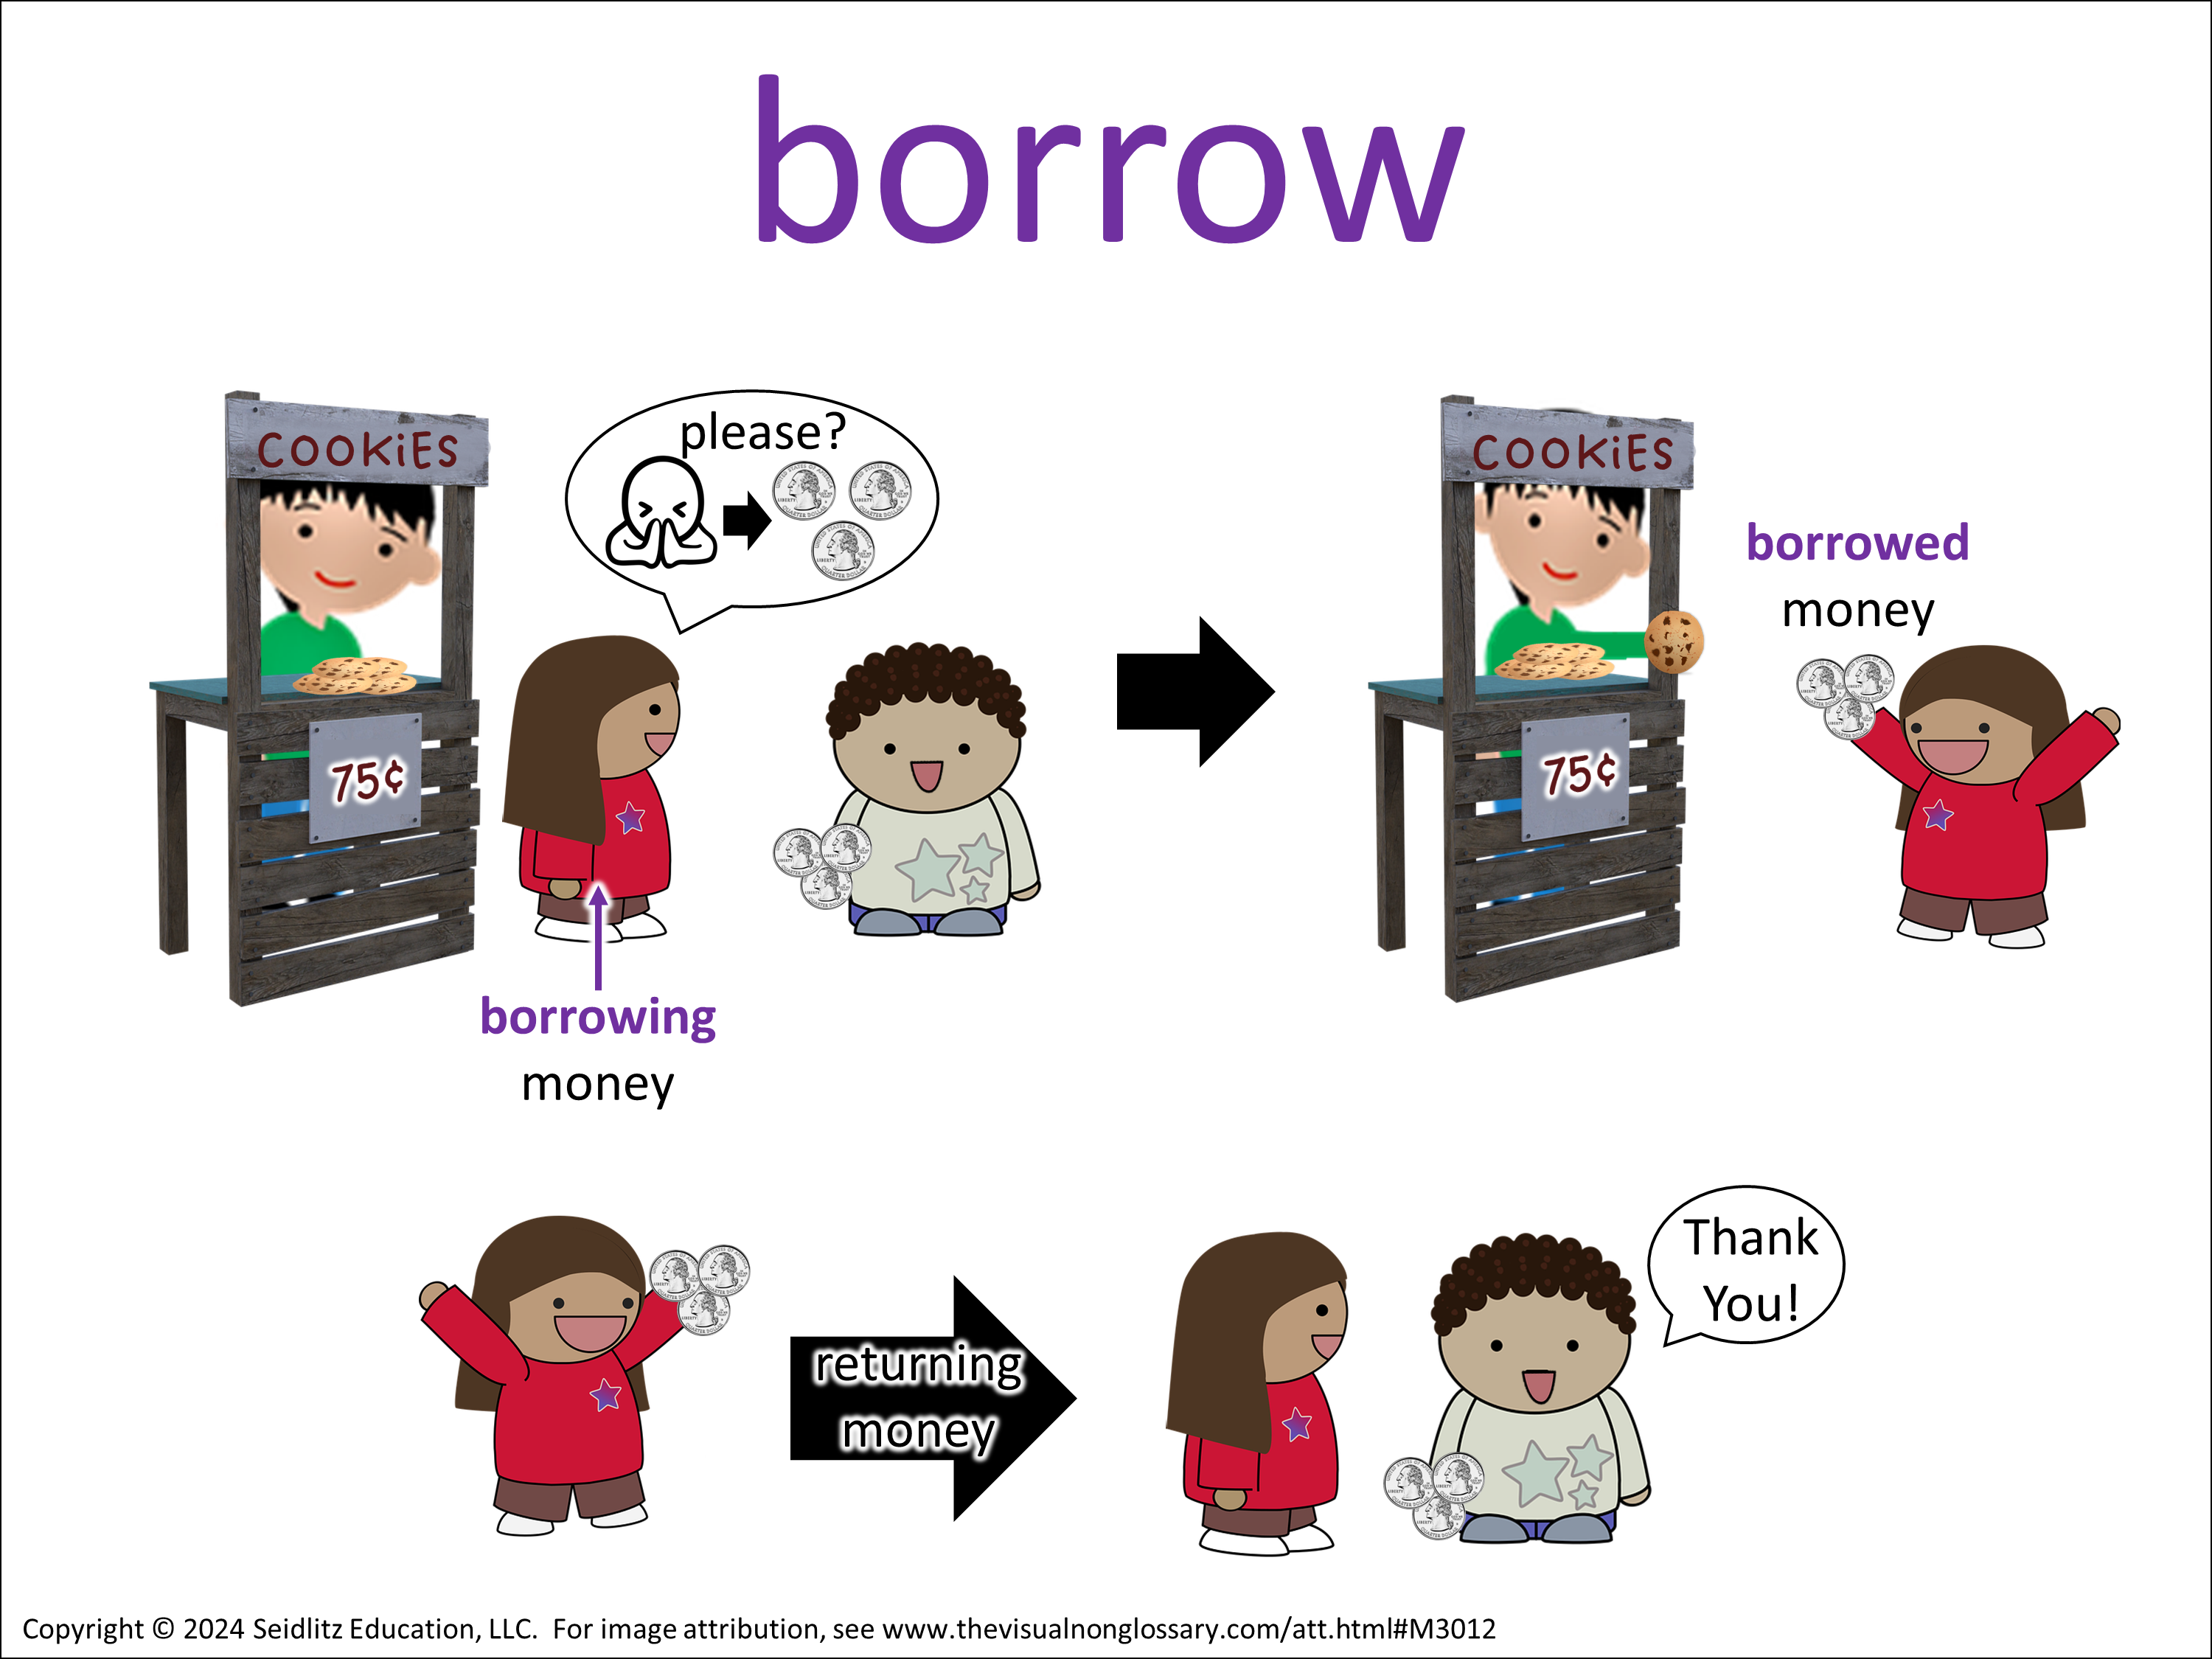 borrow
COOKiES
please?
75¢
borrowing
money
COOKiES
borrowed
money
75¢
returning
money
Thank
You!
Copyright © 2024 Seidlitz Education, LLC.  For image attribution, see www.thevisualnonglossary.com/att.html#M3012